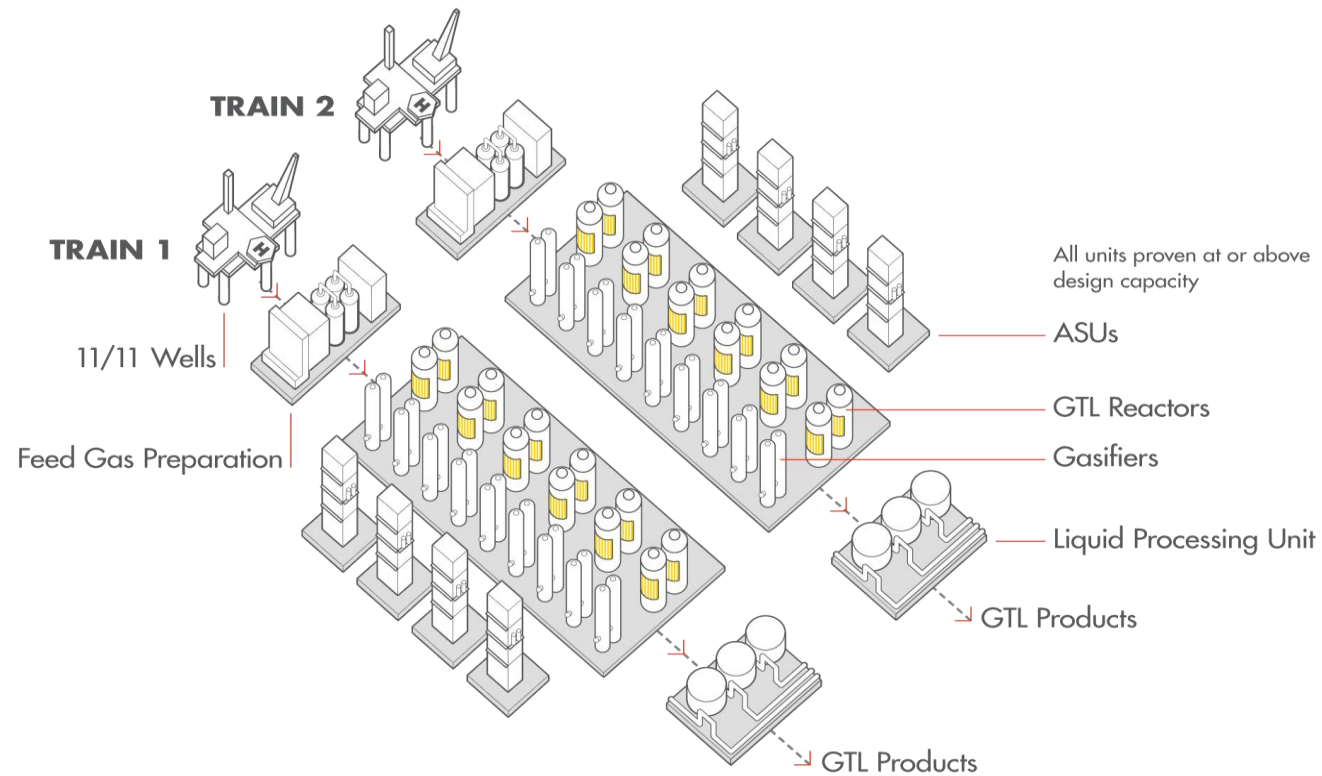 TRAIN 2
TRAIN 1
H
H
11/11 Wells
Feed Gas Preparation
All units proven at or above
design capacity
ASUs
GTL Reactors
Gasifiers
Liquid Processing Unit
GTL Products
GTL Products